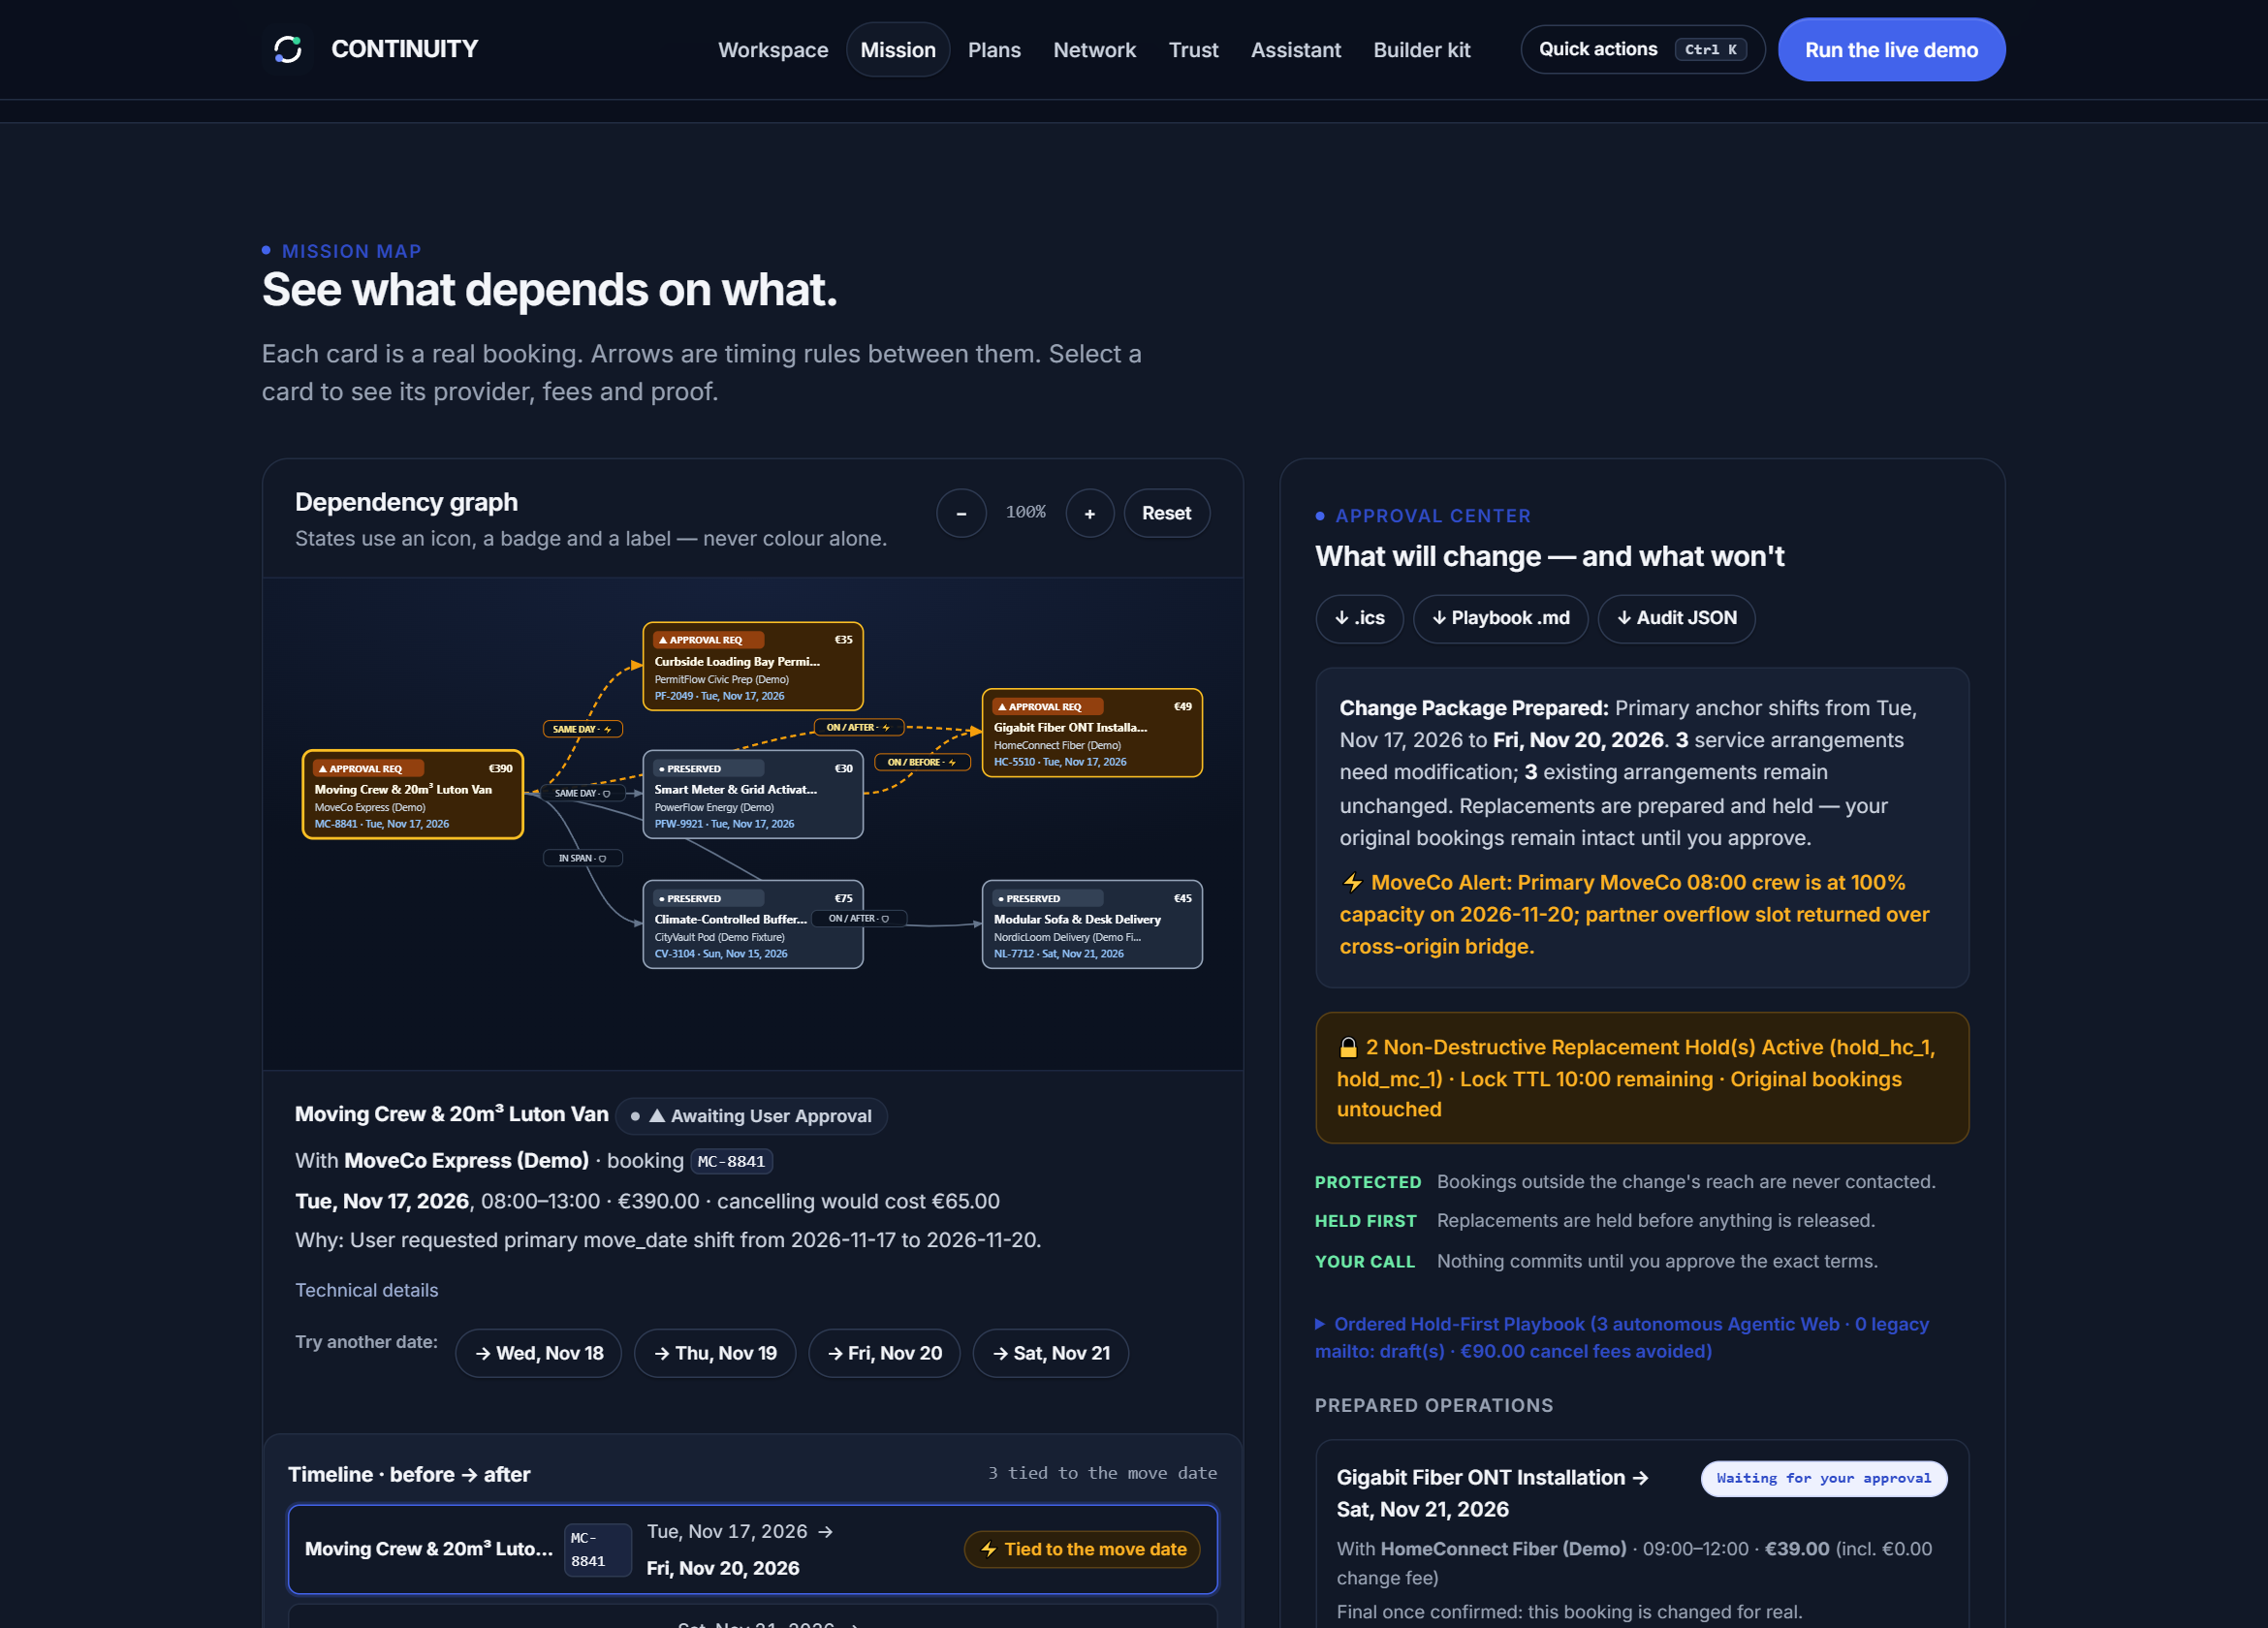 CONTINUITY
Workspace
Mission
Plans
Network
Trust
Assistant
Builder kit
Quick actions Ctrl K
Run the live demo
MISSION MAP
See what depends on what.
Each card is a real booking. Arrows are timing rules between them. Select a
card to see its provider, fees and proof.
Dependency graph
States use an icon, a badge and a label — never colour alone.
−
100%
+
Reset
▲ APPROVAL REQ €35
Curbside Loading Bay Permi...
PermitFlow Civic Prep (Demo)
PF-2049 · Tue, Nov 17, 2026
▲ APPROVAL REQ €49
Gigabit Fiber ONT Installa...
HomeConnect Fiber (Demo)
HC-5510 · Tue, Nov 17, 2026
SAME DAY · ⚡
ON / AFTER · ⚡
ON / BEFORE · ⚡
▲ APPROVAL REQ €390
Moving Crew & 20m³ Luton Van
MoveCo Express (Demo)
MC-8841 · Tue, Nov 17, 2026
SAME DAY ·
● PRESERVED €30
Smart Meter & Grid Activat...
PowerFlow Energy (Demo)
PFW-9921 · Tue, Nov 17, 2026
IN SPAN ·
● PRESERVED €75
Climate-Controlled Buffer...
CityVault Pod (Demo Fixture)
CV-3104 · Sun, Nov 15, 2026
ON / AFTER ·
● PRESERVED €45
Modular Sofa & Desk Delivery
NordicLoom Delivery (Demo Fi...
NL-7712 · Sat, Nov 21, 2026
Moving Crew & 20m³ Luton Van ● ▲ Awaiting User Approval
With MoveCo Express (Demo) · booking MC-8841
Tue, Nov 17, 2026, 08:00–13:00 · €390.00 · cancelling would cost €65.00
Why: User requested primary move_date shift from 2026-11-17 to 2026-11-20.
Technical details
Try another date: → Wed, Nov 18 → Thu, Nov 19 → Fri, Nov 20 → Sat, Nov 21
Timeline · before → after
3 tied to the move date
Moving Crew & 20m³ Luto...
MC-
8841
Tue, Nov 17, 2026 →
Fri, Nov 20, 2026
⚡ Tied to the move date
Sat, Nov 21, 2026 →
APPROVAL CENTER
What will change — and what won't
↓ .ics
↓ Playbook .md
↓ Audit JSON
Change Package Prepared: Primary anchor shifts from Tue,
Nov 17, 2026 to Fri, Nov 20, 2026. 3 service arrangements
need modification; 3 existing arrangements remain
unchanged. Replacements are prepared and held — your
original bookings remain intact until you approve.
⚡ MoveCo Alert: Primary MoveCo 08:00 crew is at 100%
capacity on 2026-11-20; partner overflow slot returned over
cross-origin bridge.
🔒 2 Non-Destructive Replacement Hold(s) Active (hold_hc_1,
hold_mc_1) · Lock TTL 10:00 remaining · Original bookings
untouched
PROTECTED Bookings outside the change's reach are never contacted.
HELD FIRST Replacements are held before anything is released.
YOUR CALL Nothing commits until you approve the exact terms.
▶ Ordered Hold-First Playbook (3 autonomous Agentic Web · 0 legacy
mailto: draft(s) · €90.00 cancel fees avoided)
PREPARED OPERATIONS
Gigabit Fiber ONT Installation →
Sat, Nov 21, 2026
Waiting for your approval
With HomeConnect Fiber (Demo) · 09:00–12:00 · €39.00 (incl. €0.00
change fee)
Final once confirmed: this booking is changed for real.